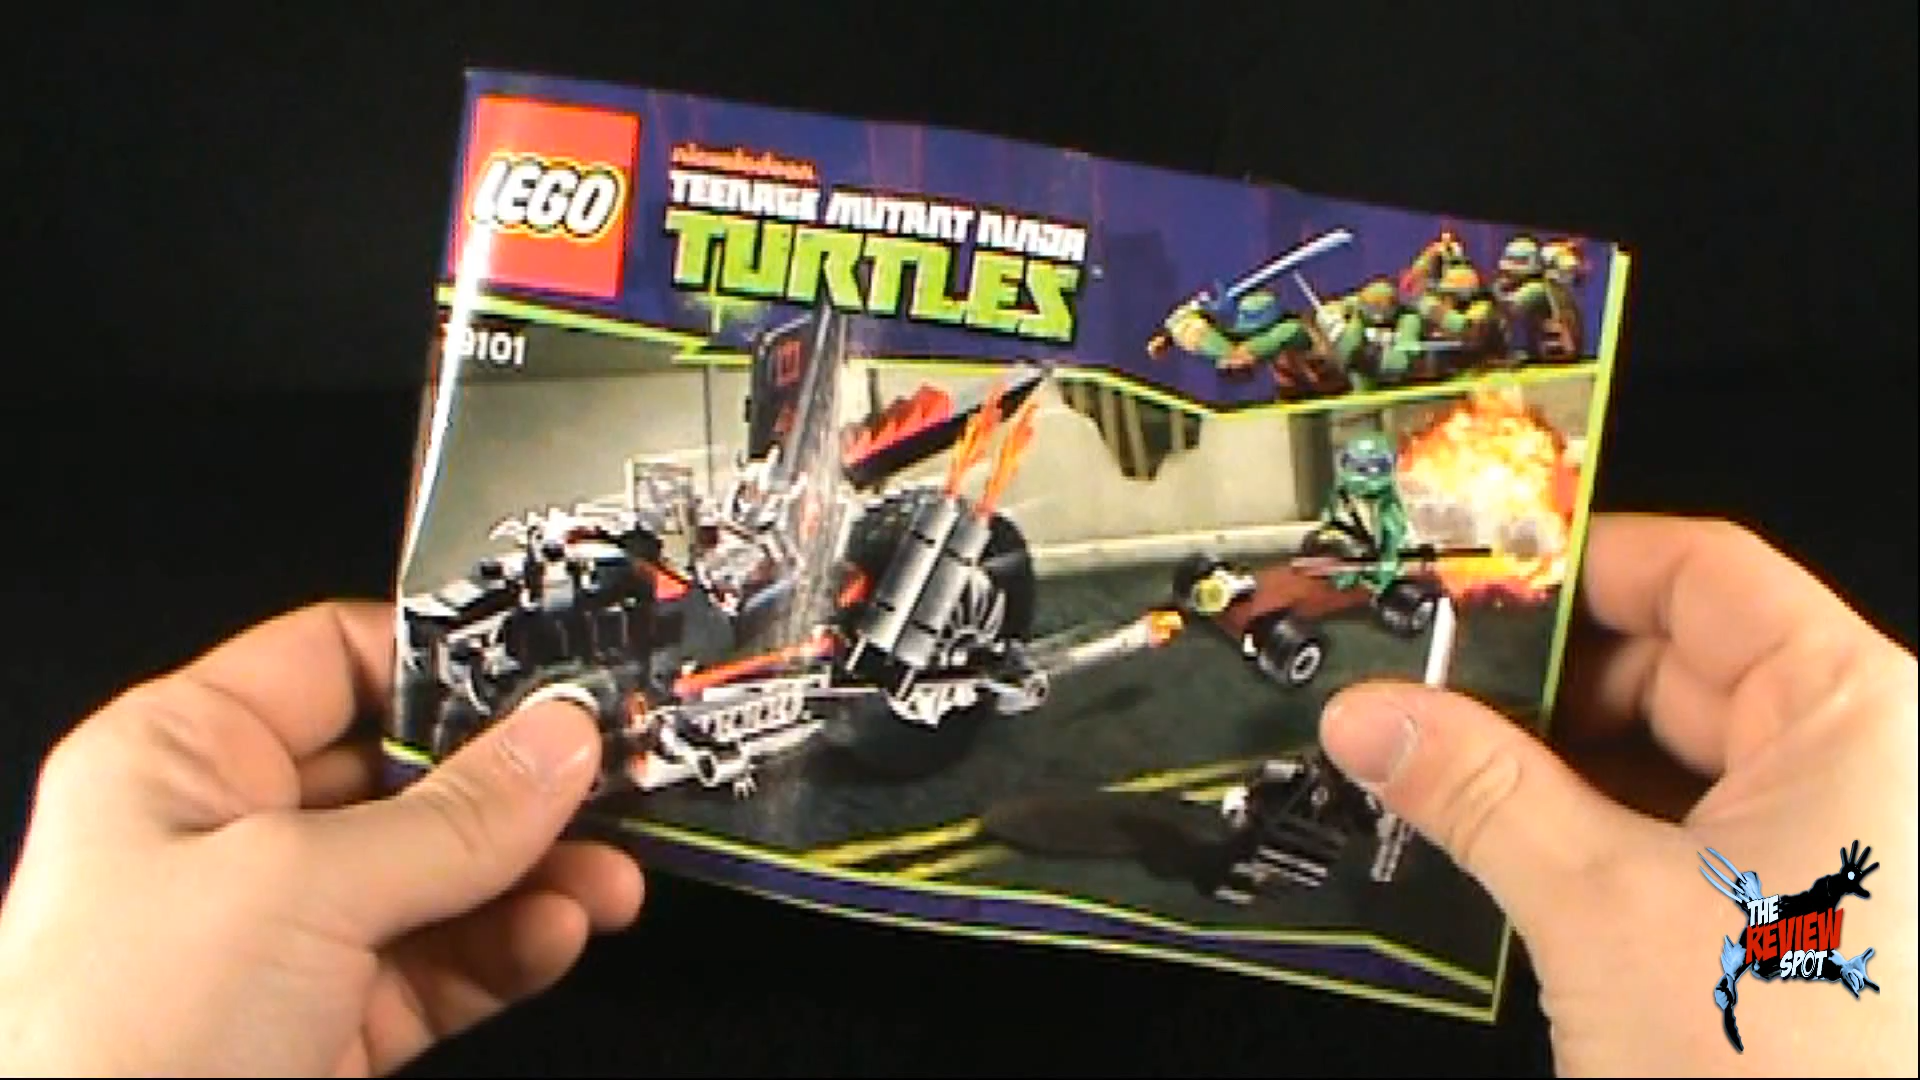 LEGO
nickelodeon
TEENAGE MUTANT NINJA
TURTLES
9101
THE
REVIEW
SPOT